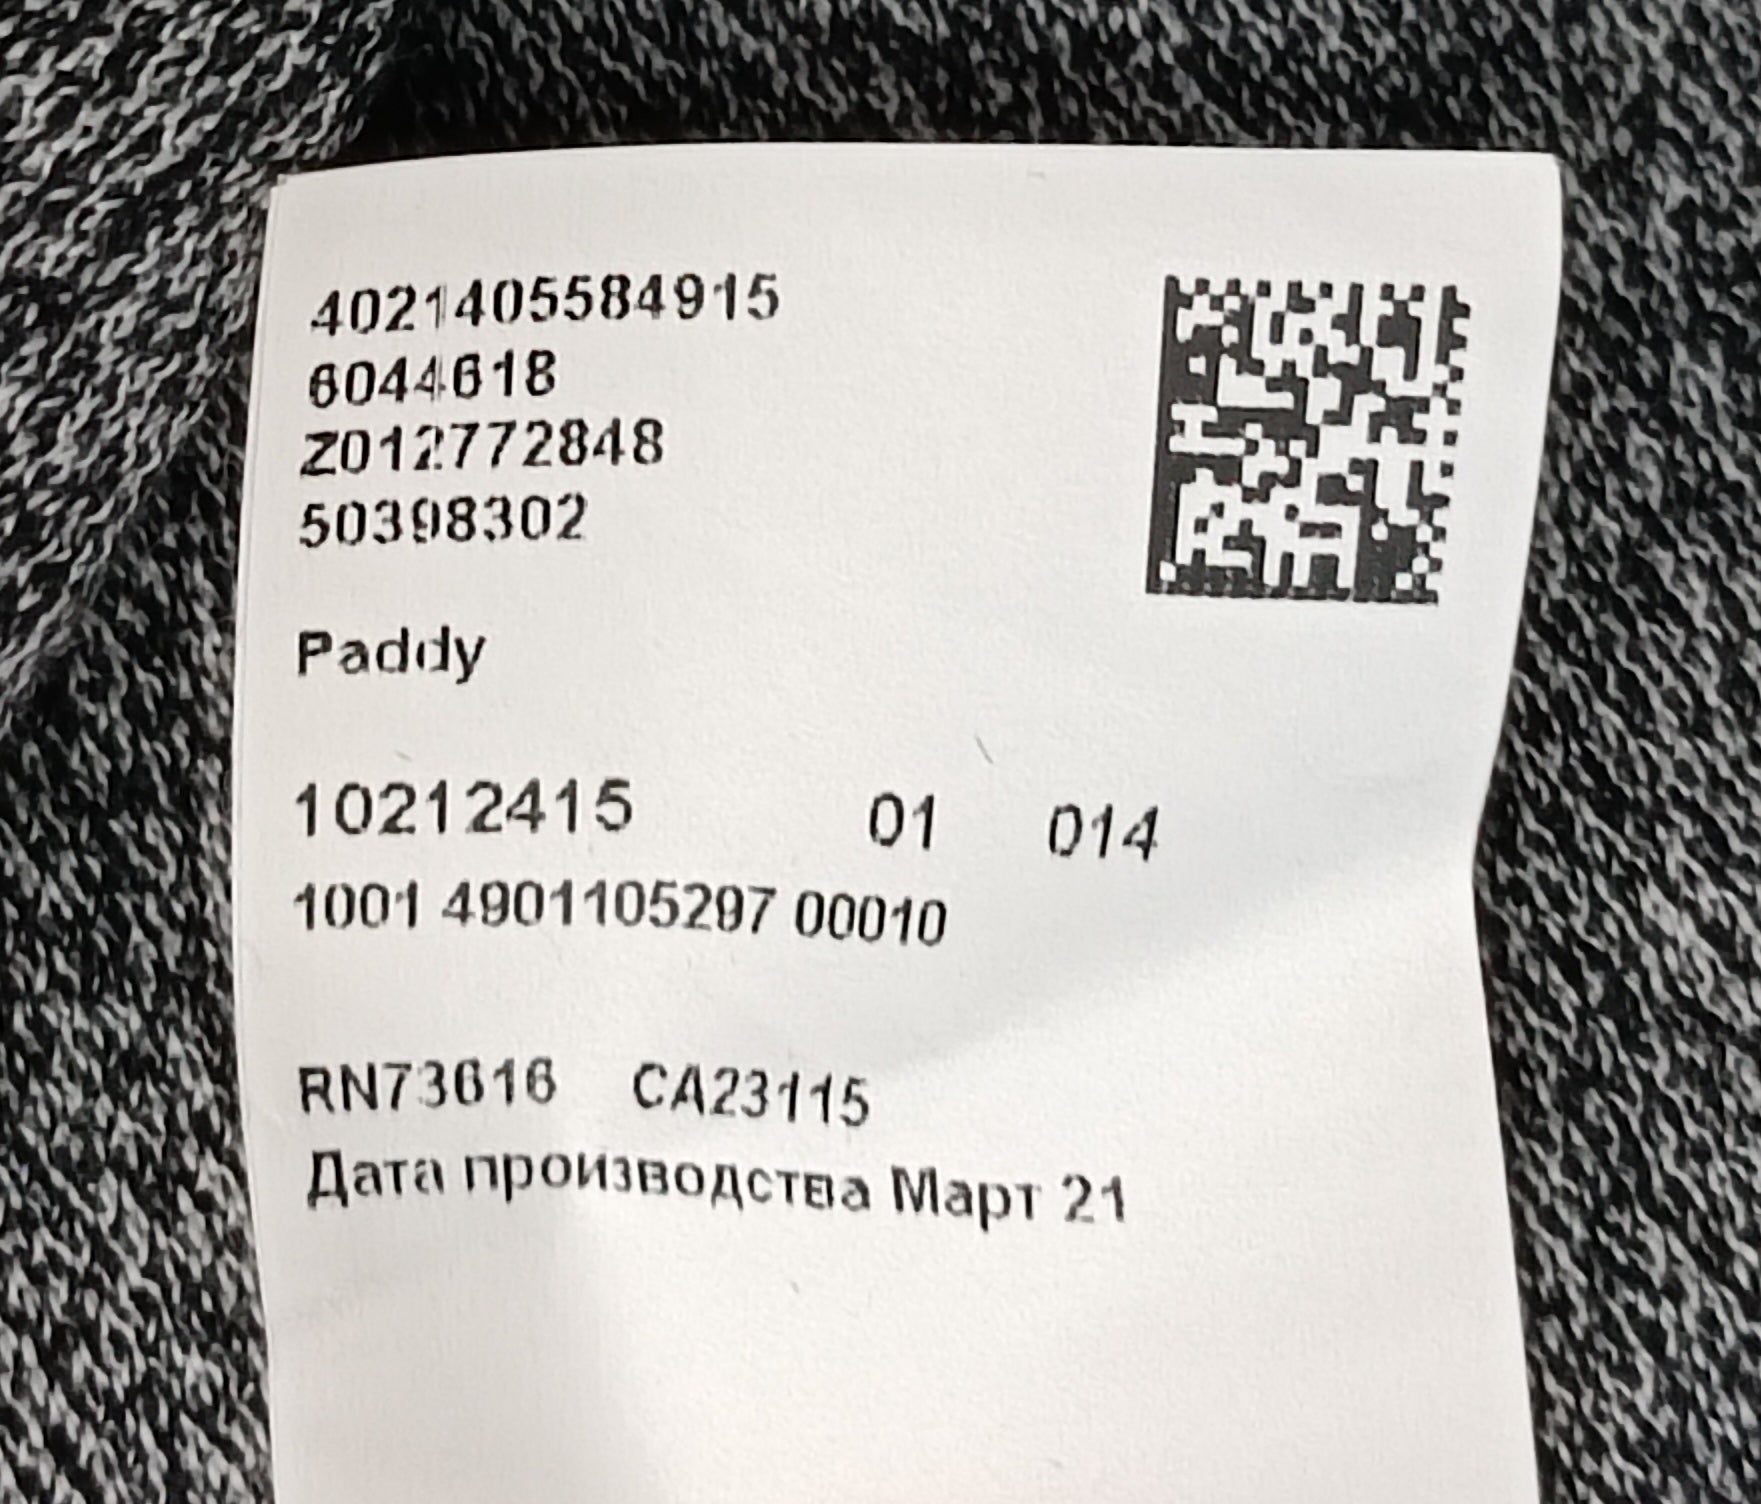 4021405584915
6044618
Z012772848
50398302
Paddy
10212415 01 014
1001 4901105297 00010
RN73616 CA23115
Дата производства Март 21